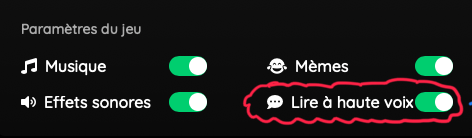 Paramètres du jeu
Musique
Mèmes
Effets sonores
Lire à haute voix